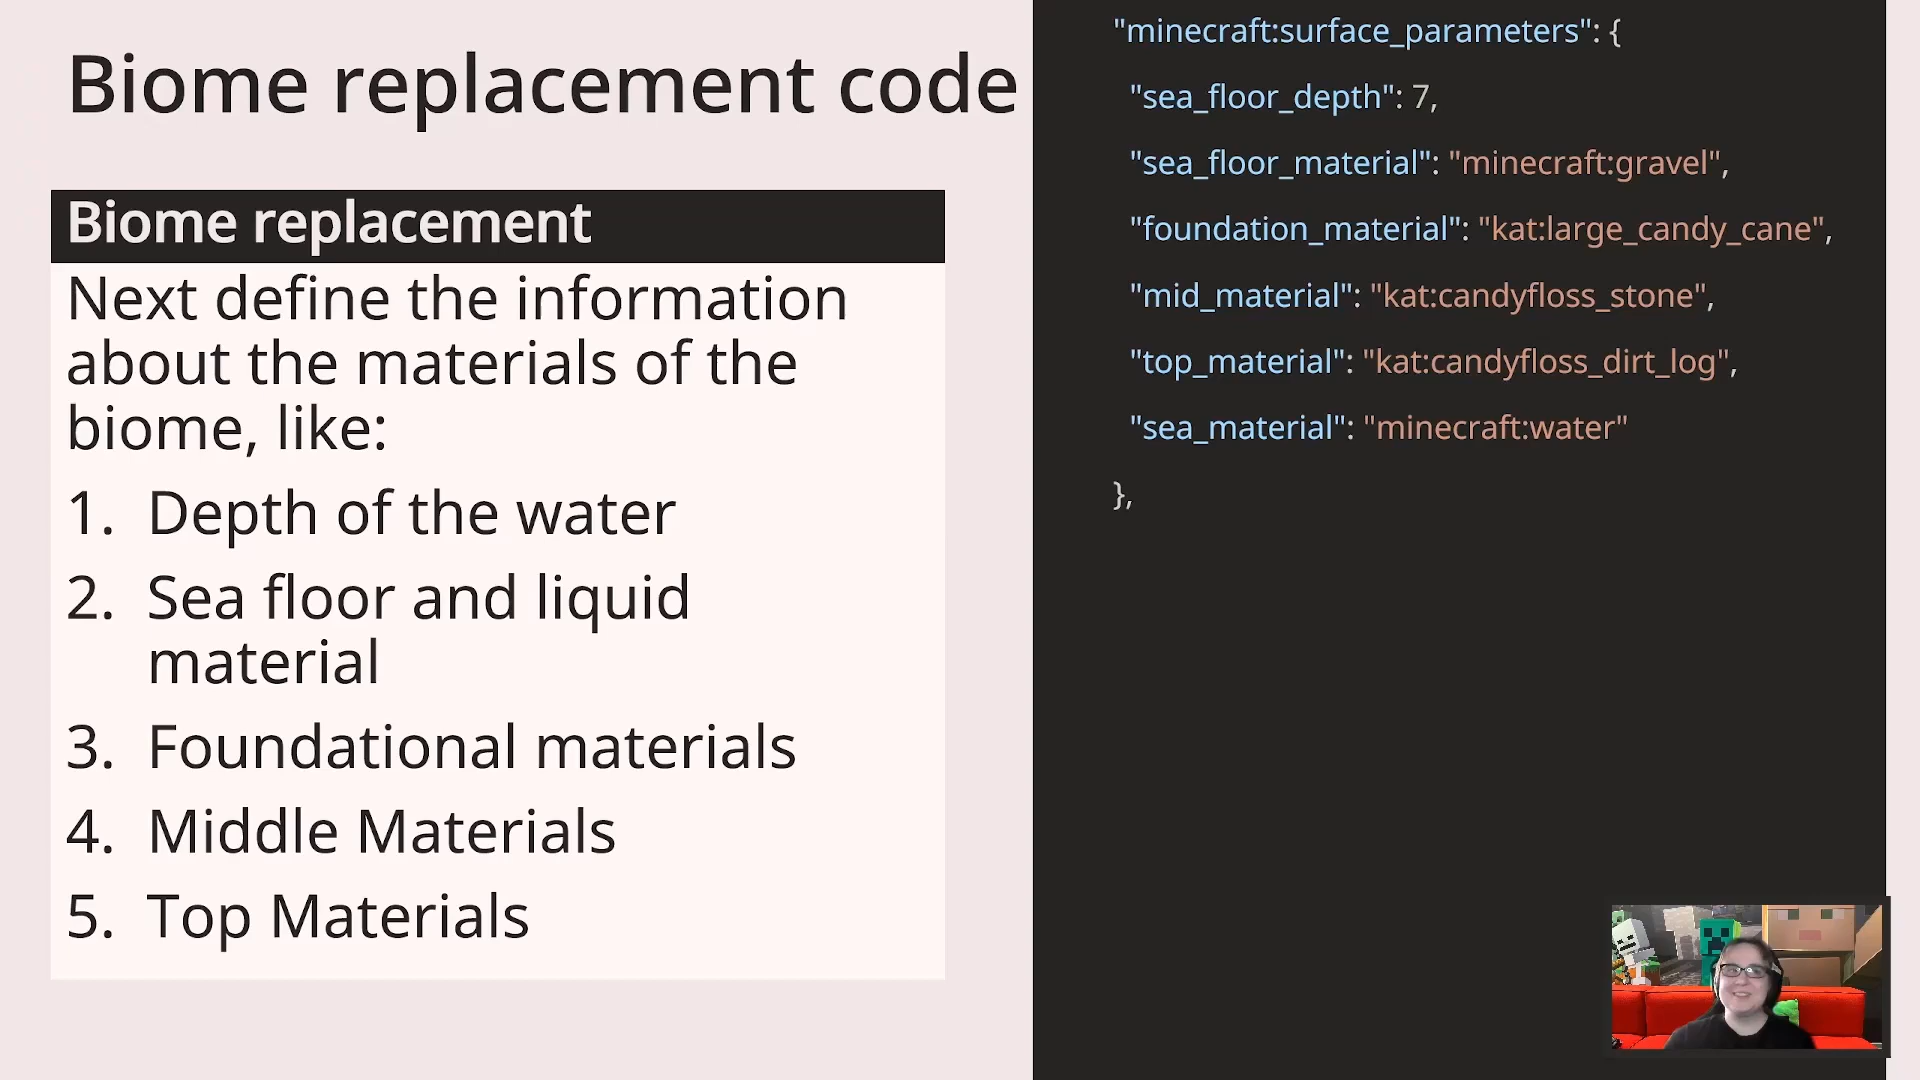 Biome replacement code
Biome replacement
Next define the information
about the materials of the
biome, like:
1. Depth of the water
2. Sea floor and liquid
material
3. Foundational materials
4. Middle Materials
5. Top Materials
"minecraft:surface_parameters": {
"sea_floor_depth": 7,
"sea_floor_material": "minecraft:gravel",
"foundation_material": "kat:large_candy_cane",
"mid_material": "kat:candyfloss_stone",
"top_material": "kat:candyfloss_dirt_log",
"sea_material": "minecraft:water"
},